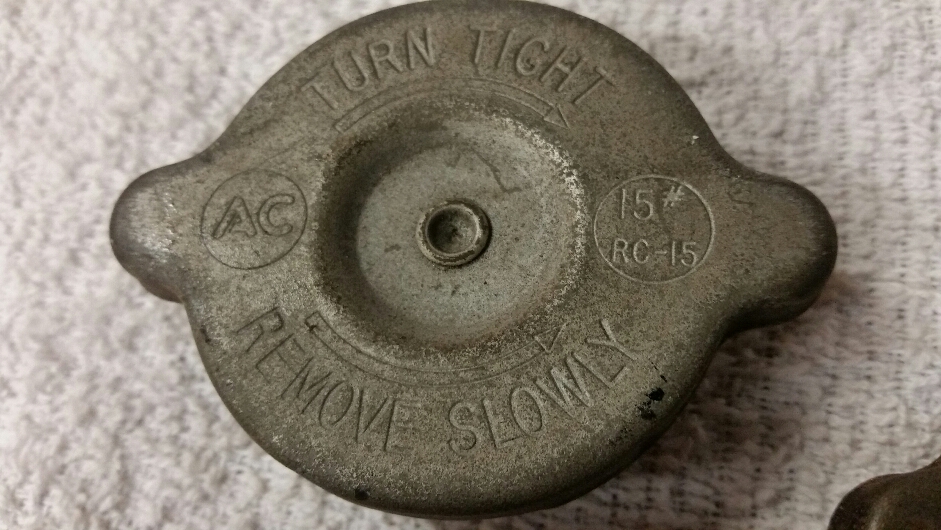 TURN TIGHT
AC
15#
RC-15
REMOVE SLOWLY